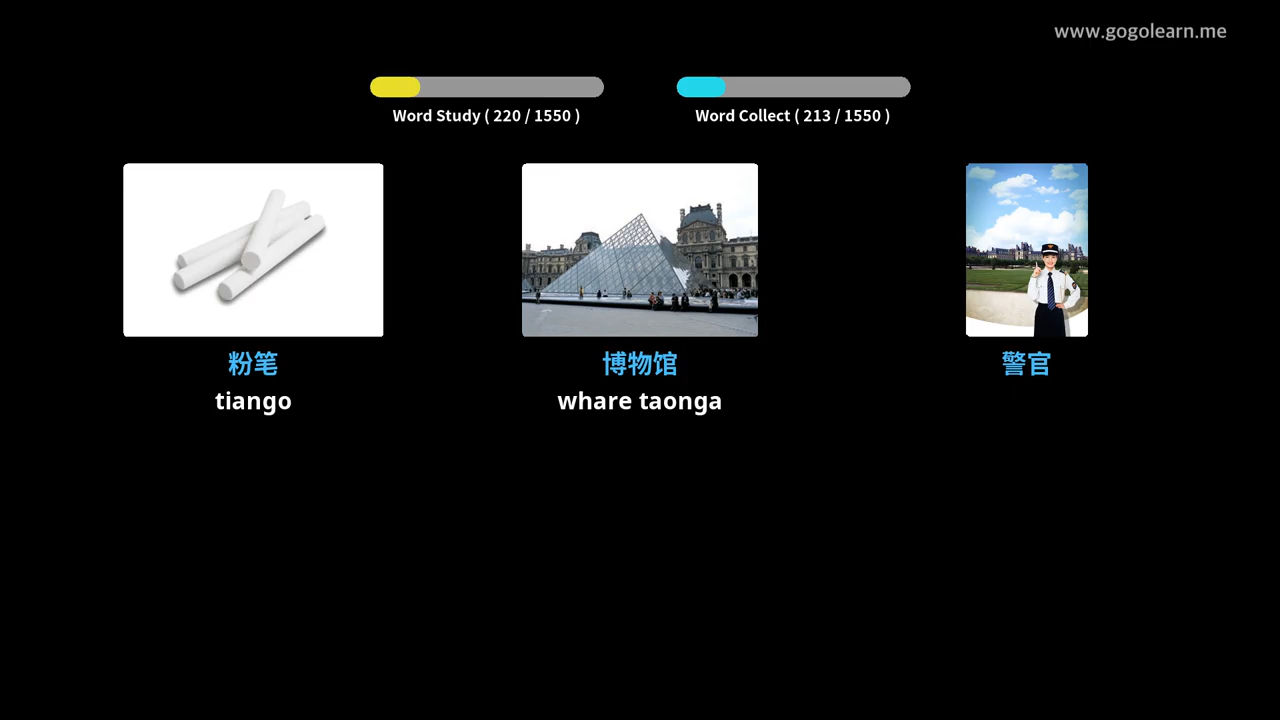 www.gogolearn.me
Word Study ( 220 / 1550 )
Word Collect ( 213 / 1550 )
粉笔
tiango
博物馆
whare taonga
警官